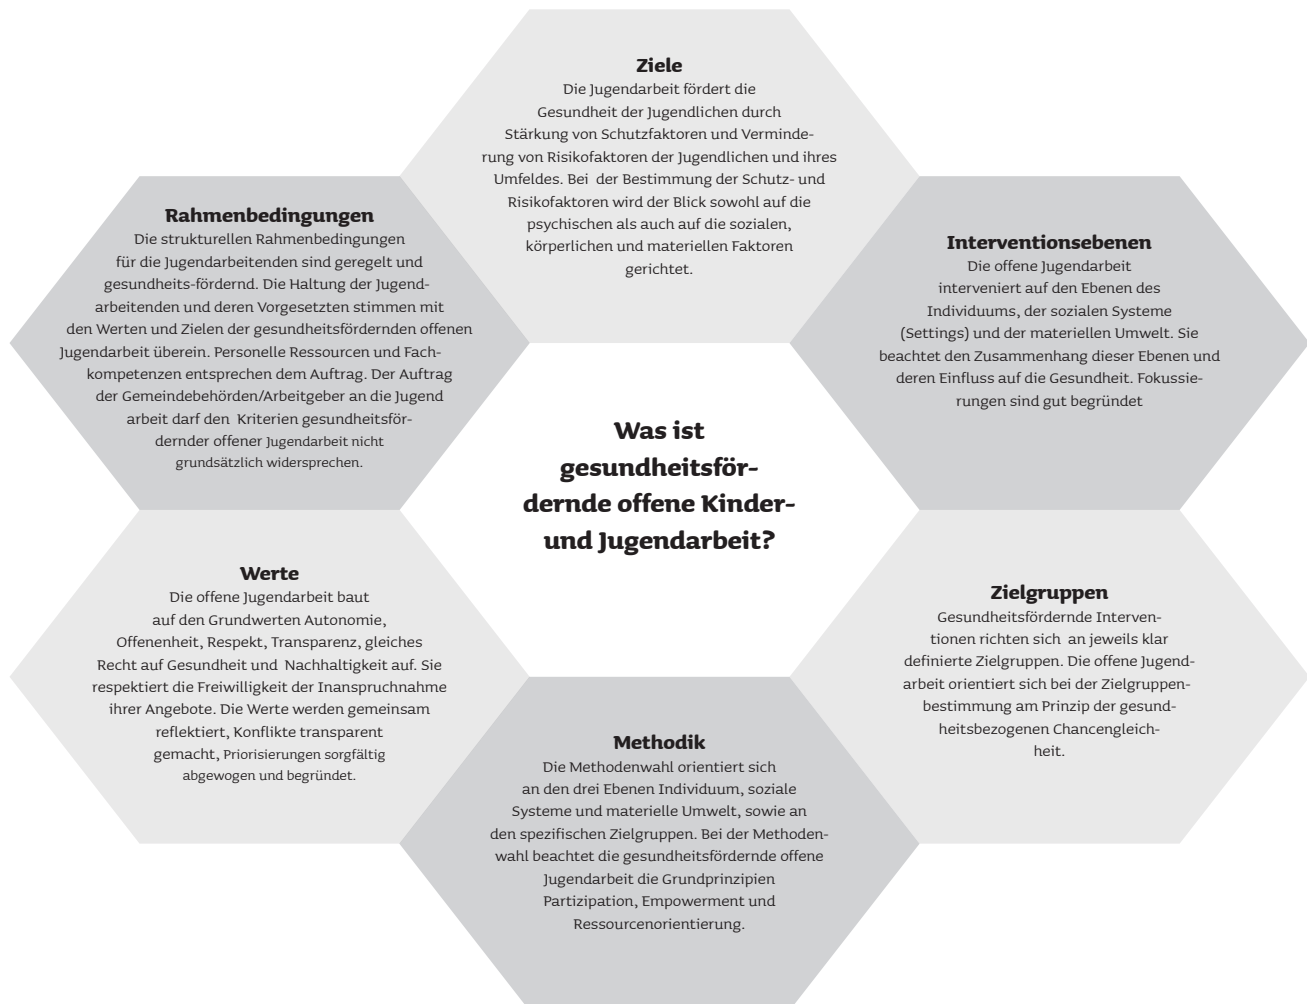 Ziele
Die Jugendarbeit fördert die
Gesundheit der Jugendlichen durch
Stärkung von Schutzfaktoren und Verminde-
rung von Risikofaktoren der Jugendlichen und ihres
Umfeldes. Bei der Bestimmung der Schutz- und
Risikofaktoren wird der Blick sowohl auf die
psychischen als auch auf die sozialen,
körperlichen und materiellen Faktoren
gerichtet.
Rahmenbedingungen
Die strukturellen Rahmenbedingungen
für die Jugendarbeitenden sind geregelt und
gesundheits-fördernd. Die Haltung der Jugend-
arbeitenden und deren Vorgesetzten stimmen mit
den Werten und Zielen der gesundheitsfördernden offenen
Jugendarbeit überein. Personelle Ressourcen und Fach-
kompetenzen entsprechen dem Auftrag. Der Auftrag
der Gemeindebehörden/Arbeitgeber an die Jugend
arbeit darf den Kriterien gesundheitsför-
dernder offener Jugendarbeit nicht
grundsätzlich widersprechen.
Interventionsebenen
Die offene Jugendarbeit
interveniert auf den Ebenen des
Individuums, der sozialen Systeme
(Settings) und der materiellen Umwelt. Sie
beachtet den Zusammenhang dieser Ebenen und
deren Einfluss auf die Gesundheit. Fokussie-
rungen sind gut begründet
Was ist
gesundheitsför-
dernde offene Kinder-
und Jugendarbeit?
Werte
Die offene Jugendarbeit baut
auf den Grundwerten Autonomie,
Offenenheit, Respekt, Transparenz, gleiches
Recht auf Gesundheit und Nachhaltigkeit auf. Sie
respektiert die Freiwilligkeit der Inanspruchnahme
ihrer Angebote. Die Werte werden gemeinsam
reflektiert, Konflikte transparent
gemacht, Priorisierungen sorgfältig
abgewogen und begründet.
Zielgruppen
Gesundheitsfördernde Interven-
tionen richten sich an jeweils klar
definierte Zielgruppen. Die offene Jugend-
arbeit orientiert sich bei der Zielgruppen-
bestimmung am Prinzip der gesund-
heitsbezogenen Chancengleich-
heit.
Methodik
Die Methodenwahl orientiert sich
an den drei Ebenen Individuum, soziale
Systeme und materielle Umwelt, sowie an
den spezifischen Zielgruppen. Bei der Methoden-
wahl beachtet die gesundheitsfördernde offene
Jugendarbeit die Grundprinzipien
Partizipation, Empowerment und
Ressourcenorientierung.